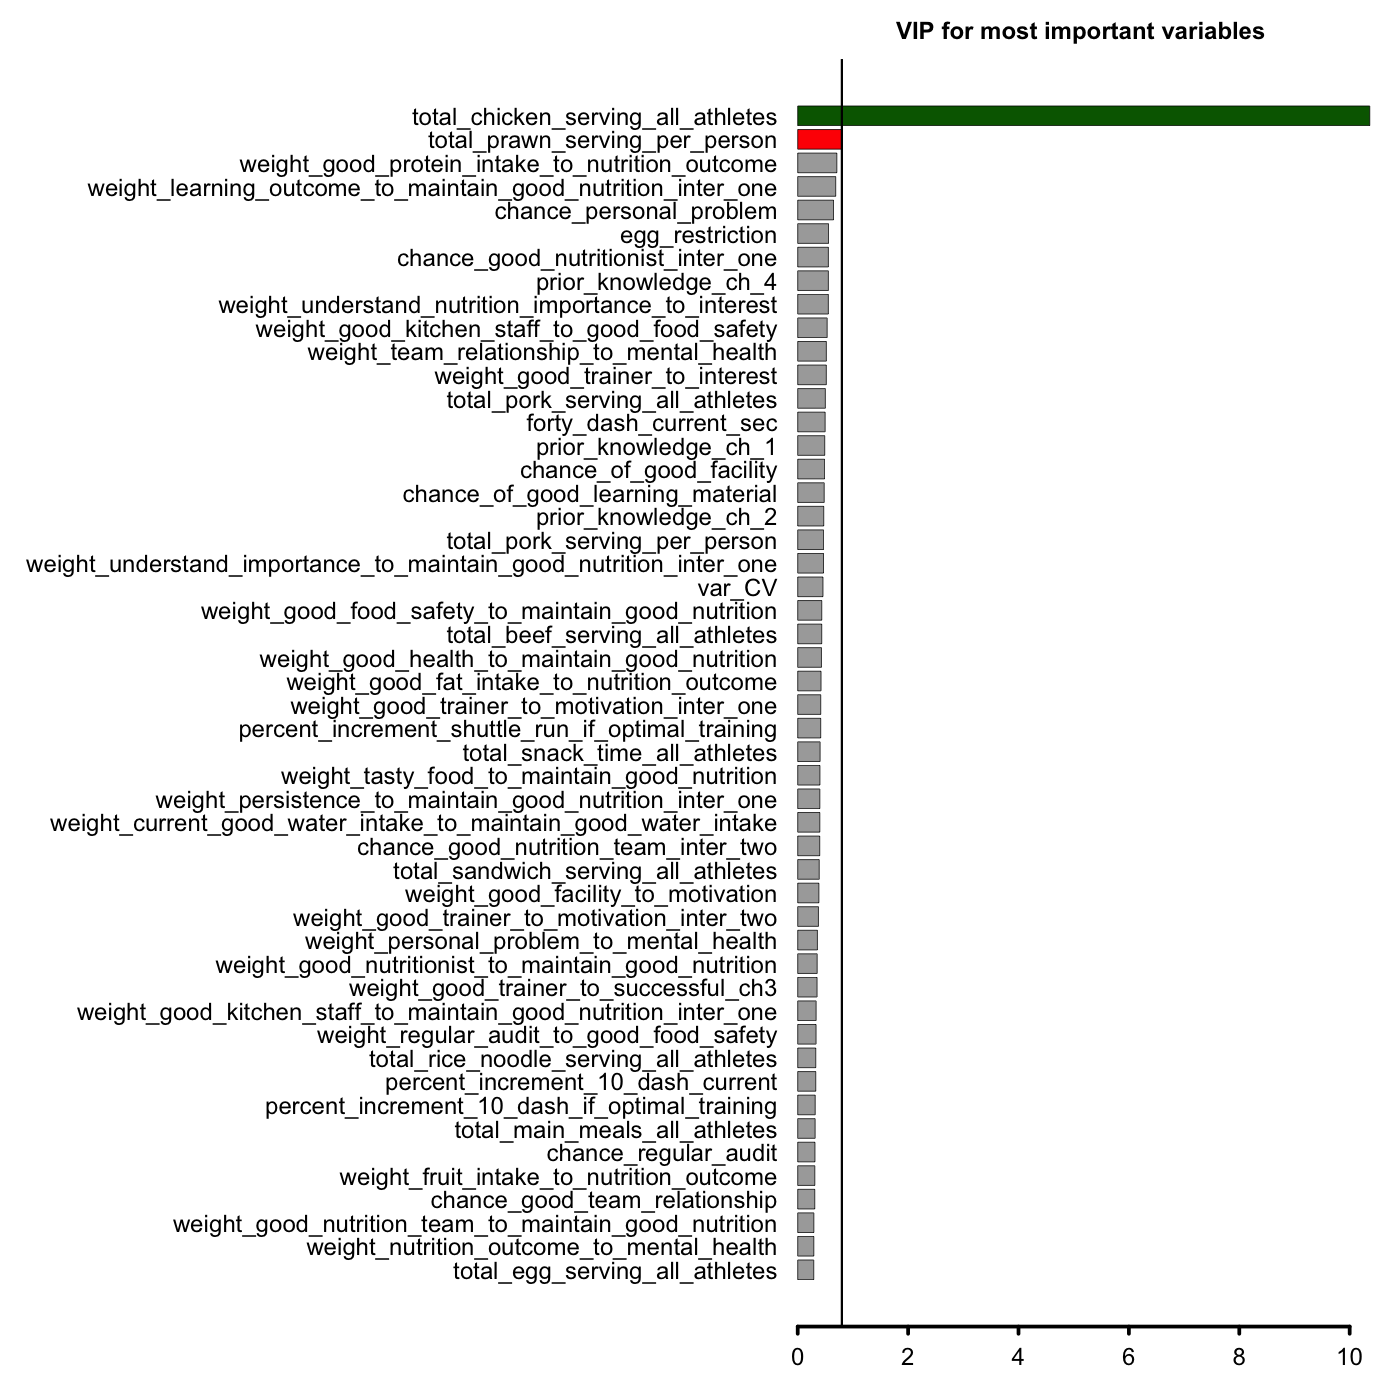 VIP for most important variables
total_chicken_serving_all_athletes
total_prawn_serving_per_person
weight_good_protein_intake_to_nutrition_outcome
weight_learning_outcome_to_maintain_good_nutrition_inter_one
chance_personal_problem
egg_restriction
chance_good_nutritionist_inter_one
prior_knowledge_ch_4
weight_understand_nutrition_importance_to_interest
weight_good_kitchen_staff_to_good_food_safety
weight_team_relationship_to_mental_health
weight_good_trainer_to_interest
total_pork_serving_all_athletes
forty_dash_current_sec
prior_knowledge_ch_1
chance_of_good_facility
chance_of_good_learning_material
prior_knowledge_ch_2
total_pork_serving_per_person
weight_understand_importance_to_maintain_good_nutrition_inter_one
var_CV
weight_good_food_safety_to_maintain_good_nutrition
total_beef_serving_all_athletes
weight_good_health_to_maintain_good_nutrition
weight_good_fat_intake_to_nutrition_outcome
weight_good_trainer_to_motivation_inter_one
percent_increment_shuttle_run_if_optimal_training
total_snack_time_all_athletes
weight_tasty_food_to_maintain_good_nutrition
weight_persistence_to_maintain_good_nutrition_inter_one
weight_current_good_water_intake_to_maintain_good_water_intake
chance_good_nutrition_team_inter_two
total_sandwich_serving_all_athletes
weight_good_facility_to_motivation
weight_good_trainer_to_motivation_inter_two
weight_personal_problem_to_mental_health
weight_good_nutritionist_to_maintain_good_nutrition
weight_good_trainer_to_successful_ch3
weight_good_kitchen_staff_to_maintain_good_nutrition_inter_one
weight_regular_audit_to_good_food_safety
total_rice_noodle_serving_all_athletes
percent_increment_10_dash_current
percent_increment_10_dash_if_optimal_training
total_main_meals_all_athletes
chance_regular_audit
weight_fruit_intake_to_nutrition_outcome
chance_good_team_relationship
weight_good_nutrition_team_to_maintain_good_nutrition
weight_nutrition_outcome_to_mental_health
total_egg_serving_all_athletes
0 2 4 6 8 10